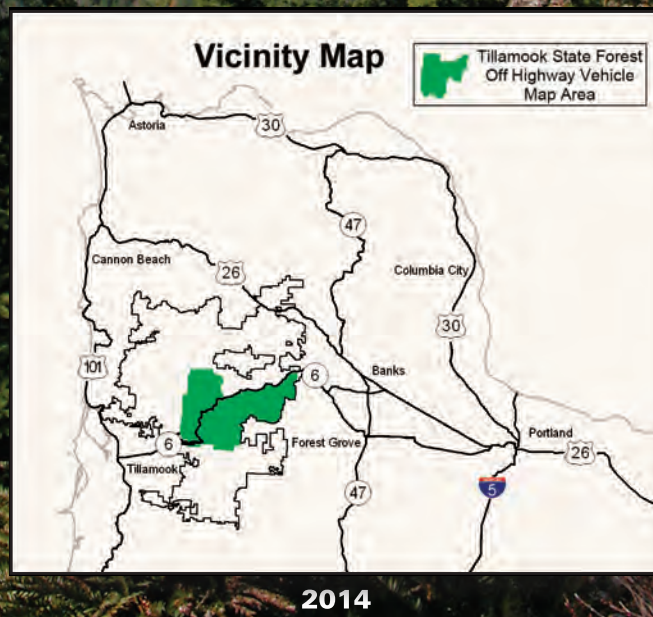 Vicinity Map
Tillamook State Forest
Off Highway Vehicle
Map Area
Astoria
30
47
Cannon Beach
26
Columbia City
30
101
6
Banks
6
Forest Grove
Portland
26
Tillamook
47
5
2014